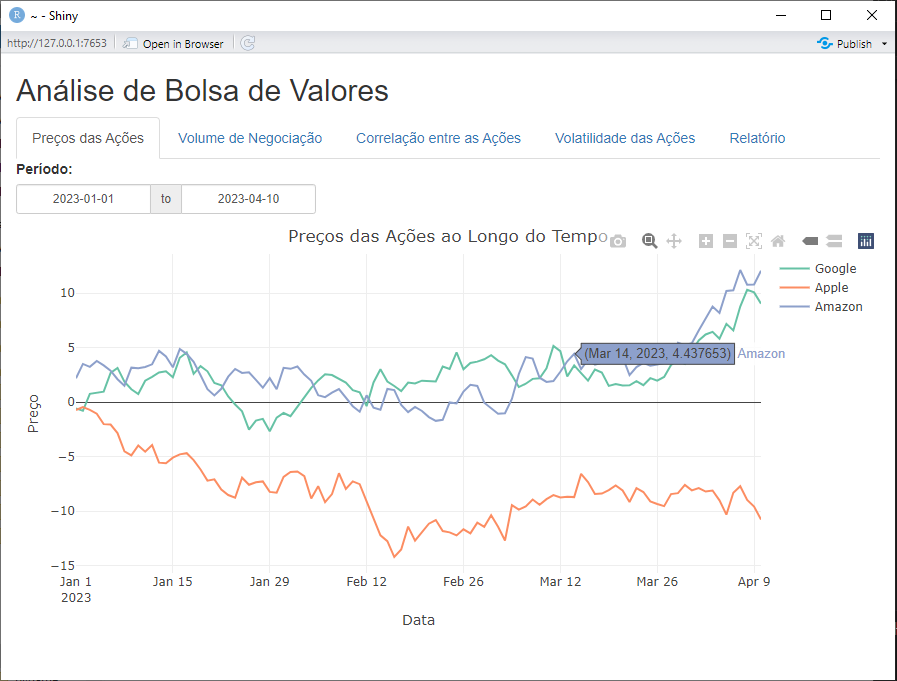 R ~ - Shiny
http://127.0.0.1:7653 Open in Browser Publish
Análise de Bolsa de Valores
Preços das Ações Volume de Negociação Correlação entre as Ações Volatilidade das Ações Relatório
Período:
2023-01-01 to 2023-04-10
Preços das Ações ao Longo do Tempo
Google
Apple
Amazon
10
5
(Mar 14, 2023, 4.437653) Amazon
0
Preço
−5
−10
−15
Jan 1 Jan 15 Jan 29 Feb 12 Feb 26 Mar 12 Mar 26 Apr 9
2023
Data